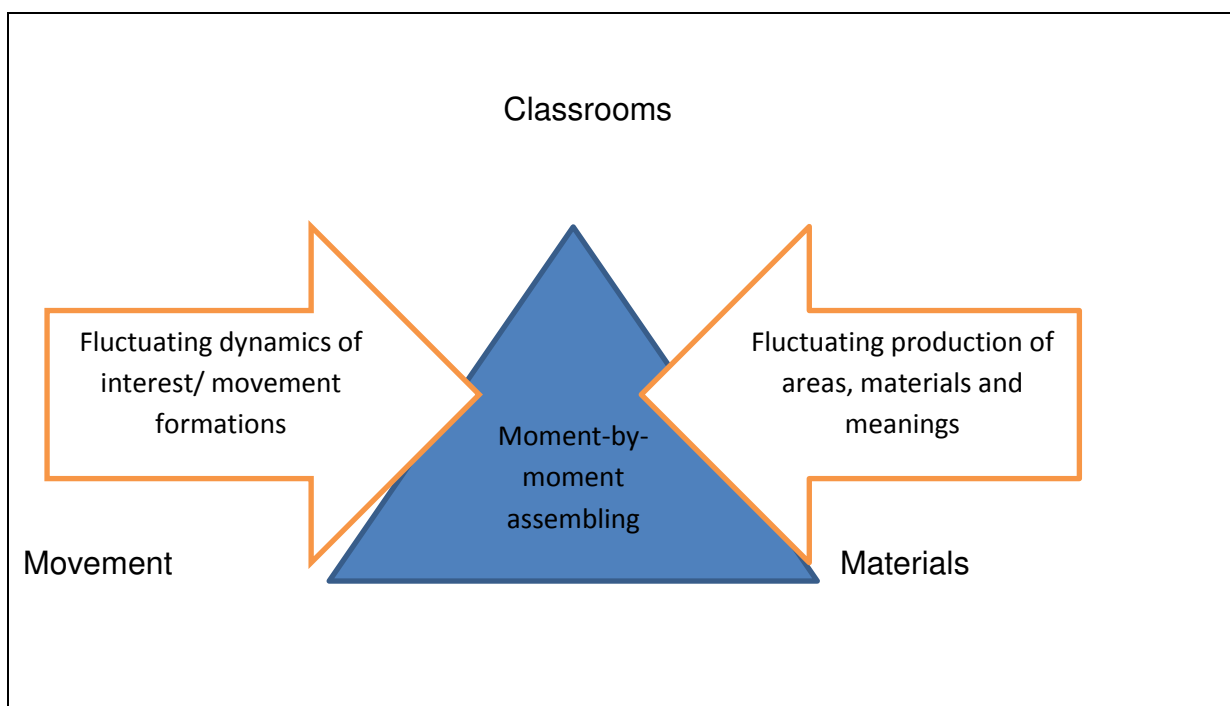 Classrooms
Fluctuating dynamics of
interest/ movement
formations
Fluctuating production of
areas, materials and
meanings
Moment-by-
moment
assembling
Movement
Materials